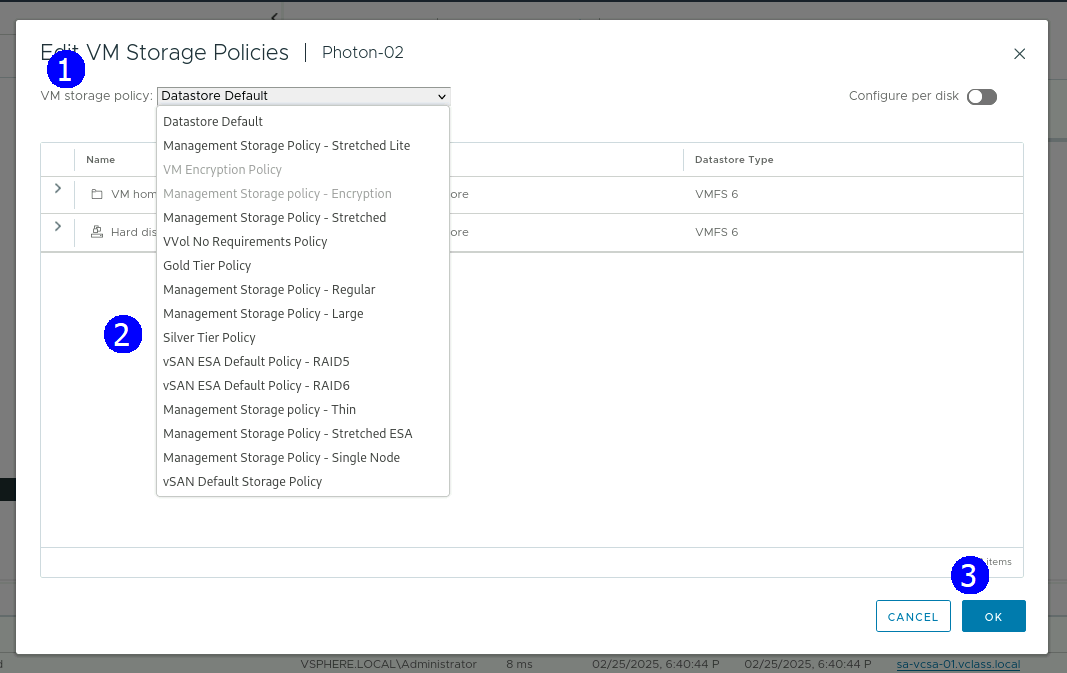 Edit VM Storage Policies | Photon-02
1
VM storage policy: Datastore Default
Configure per disk
Name
Datastore Type
VM hom
ore
VMFS 6
Hard dis
ore
VMFS 6
Datastore Default
Management Storage Policy - Stretched Lite
VM Encryption Policy
Management Storage policy - Encryption
Management Storage Policy - Stretched
VVol No Requirements Policy
Gold Tier Policy
Management Storage Policy - Regular
Management Storage Policy - Large
Silver Tier Policy
vSAN ESA Default Policy - RAID5
vSAN ESA Default Policy - RAID6
Management Storage policy - Thin
Management Storage Policy - Stretched ESA
Management Storage Policy - Single Node
vSAN Default Storage Policy
2
items
3
CANCEL
OK
VSPHERE.LOCAL\Administrator 8 ms 02/25/2025, 6:40:44 P 02/25/2025, 6:40:44 P sa-vcsa-01.vclass.local